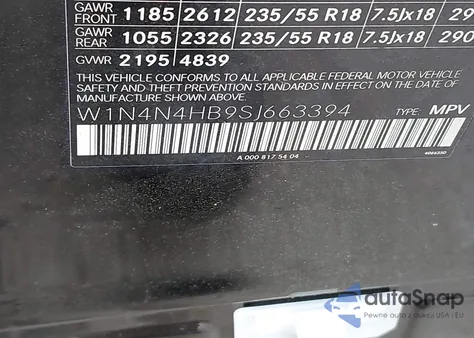 GAWR FRONT 1185 2612 235/55 R18 7.5Jx18 29
GAWR REAR 1055 2326 235/55 R18 7.5Jx18 290
GVWR 2195 4839
THIS VEHICLE CONFORMS TO ALL APPLICABLE FEDERAL MOTOR VEHICLE
SAFETY AND THEFT PREVENTION STANDARDS IN EFFECT ON THE DATE OF
MANUFACTURE SHOWN ABOVE.
W1N4N4HB9SJ663394 TYPE: MPV
A 000 817 54 04
autoSnap
Pewne auto z aukcji USA i EU